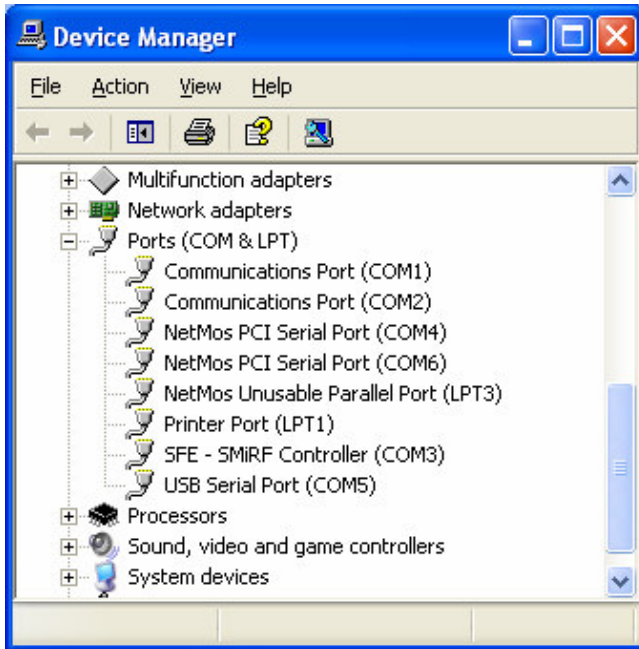 Device Manager
File Action View Help
Multifunction adapters
Network adapters
Ports (COM & LPT)
Communications Port (COM1)
Communications Port (COM2)
NetMos PCI Serial Port (COM4)
NetMos PCI Serial Port (COM6)
NetMos Unusable Parallel Port (LPT3)
Printer Port (LPT1)
SFE - SMiRF Controller (COM3)
USB Serial Port (COM5)
Processors
Sound, video and game controllers
System devices